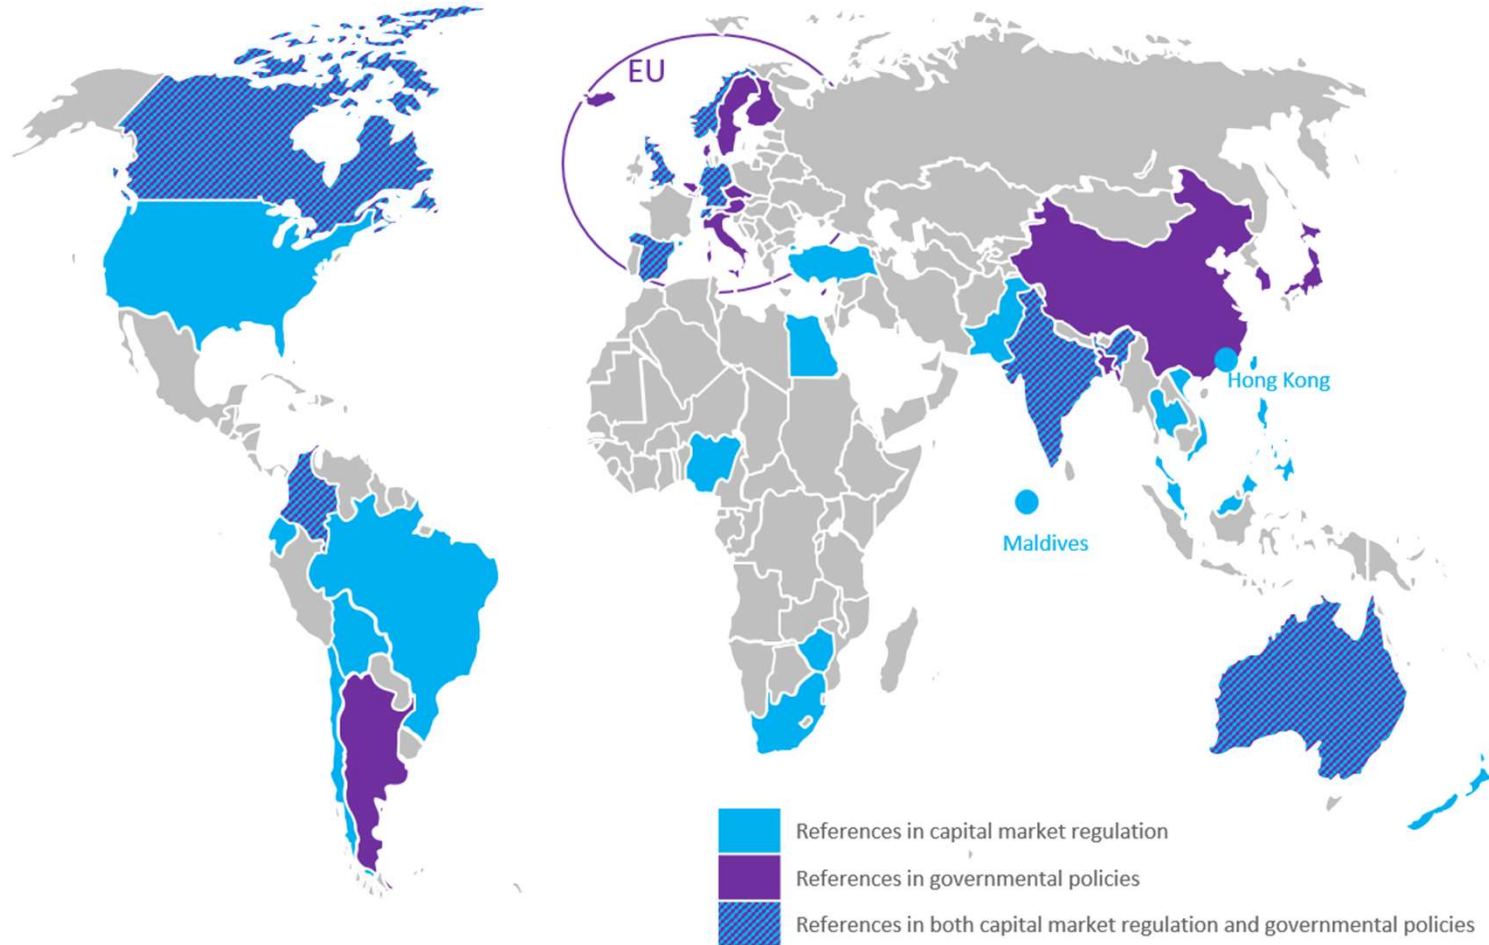 EU
Hong Kong
Maldives
References in capital market regulation
References in governmental policies
References in both capital market regulation and governmental policies